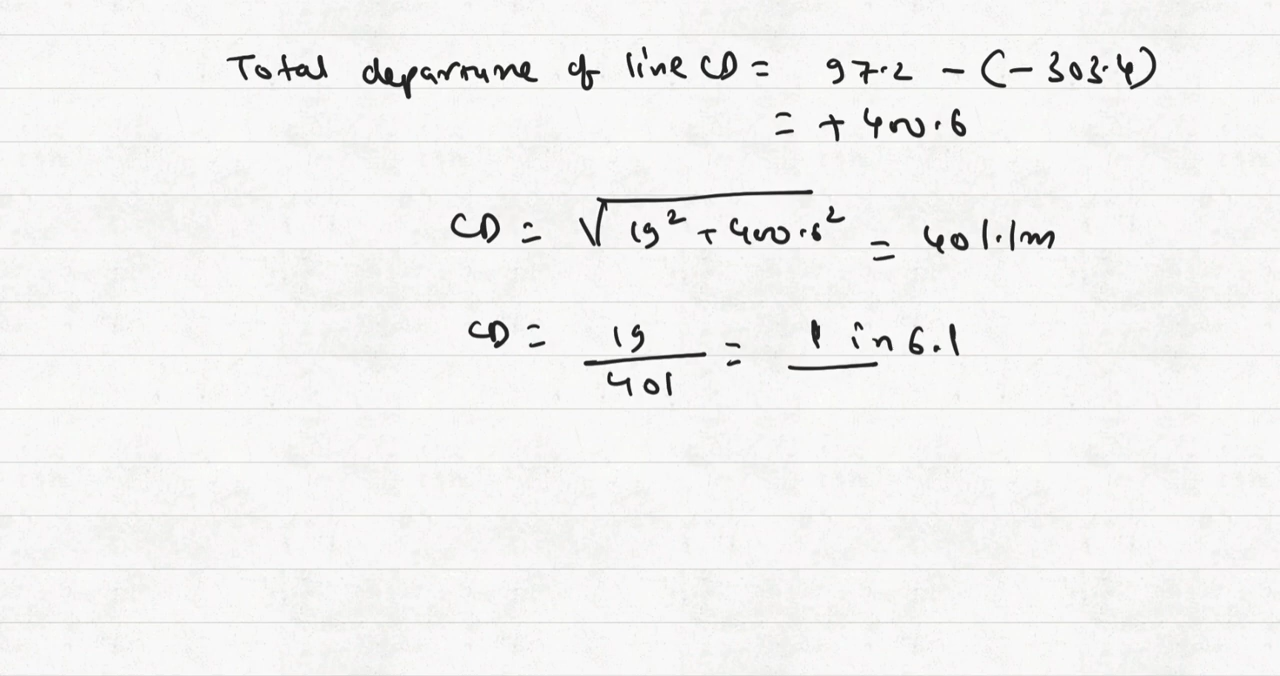 Total departure of line CD = 97.2 - (-303.4)
= + 400.6
CD = √19² + 400.6² = 401.1m
CD = 19/401 = 1 in 6.1